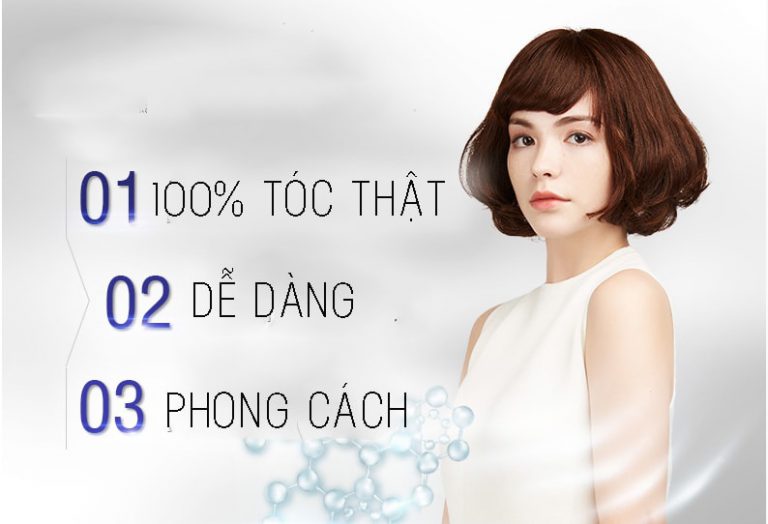 01 100% TÓC THẬT
02 DỄ DÀNG
03 PHONG CÁCH